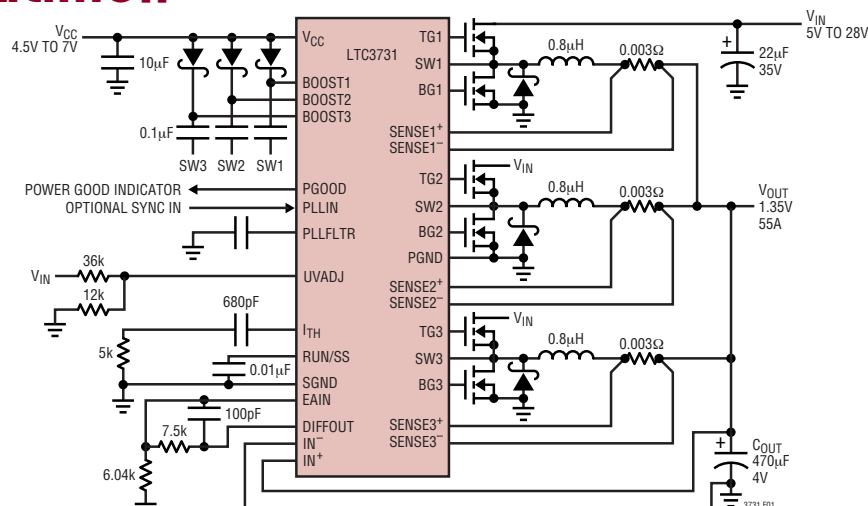 V_CC
4.5V TO 7V
10µF
0.1µF
SW3 SW2 SW1
POWER GOOD INDICATOR
OPTIONAL SYNC IN
V_IN
36k
12k
680pF
5k
0.01µF
100pF
7.5k
6.04k
V_CC
LTC3731
BOOST1
BOOST2
BOOST3
PGOOD
PLLIN
PLLFLTR
UVADJ
I_TH
RUN/SS
SGND
EAIN
DIFFOUT
IN⁻
IN⁺
TG1
SW1
BG1
SENSE1⁺
SENSE1⁻
TG2
SW2
BG2
PGND
SENSE2⁺
SENSE2⁻
TG3
SW3
BG3
SENSE3⁺
SENSE3⁻
0.8µH
0.003Ω
V_IN
0.8µH
0.003Ω
V_IN
0.8µH
0.003Ω
V_IN
5V TO 28V
+
22µF
35V
V_OUT
1.35V
55A
+
C_OUT
470µF
4V
3731 F01